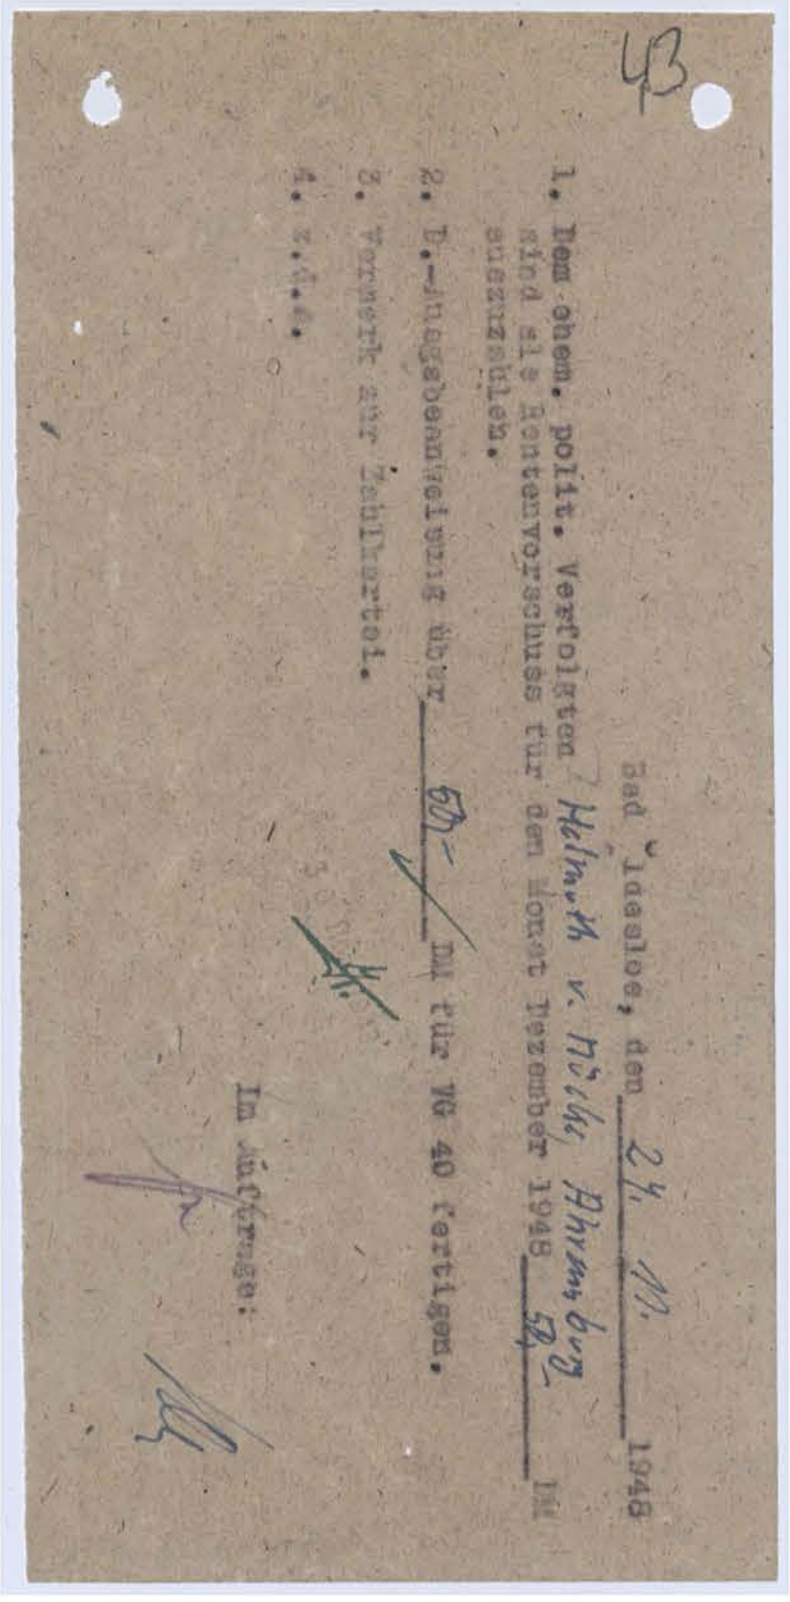 43
Bad Oldesloe, den 24. 11. 1948
1. Dem ehem. polit. Verfolgten Helmuth v. Mücke, Ahrensburg
sind als Rentenvorschuss für den Monat Dezember 1948 50,- DM
auszuzahlen.
2. D.-Ausgabeanweisung über 50,- DM für VG 40 fertigen.
3. Vermerk zur Zahlkartei.
4. z.d.A.
Im Auftrage: